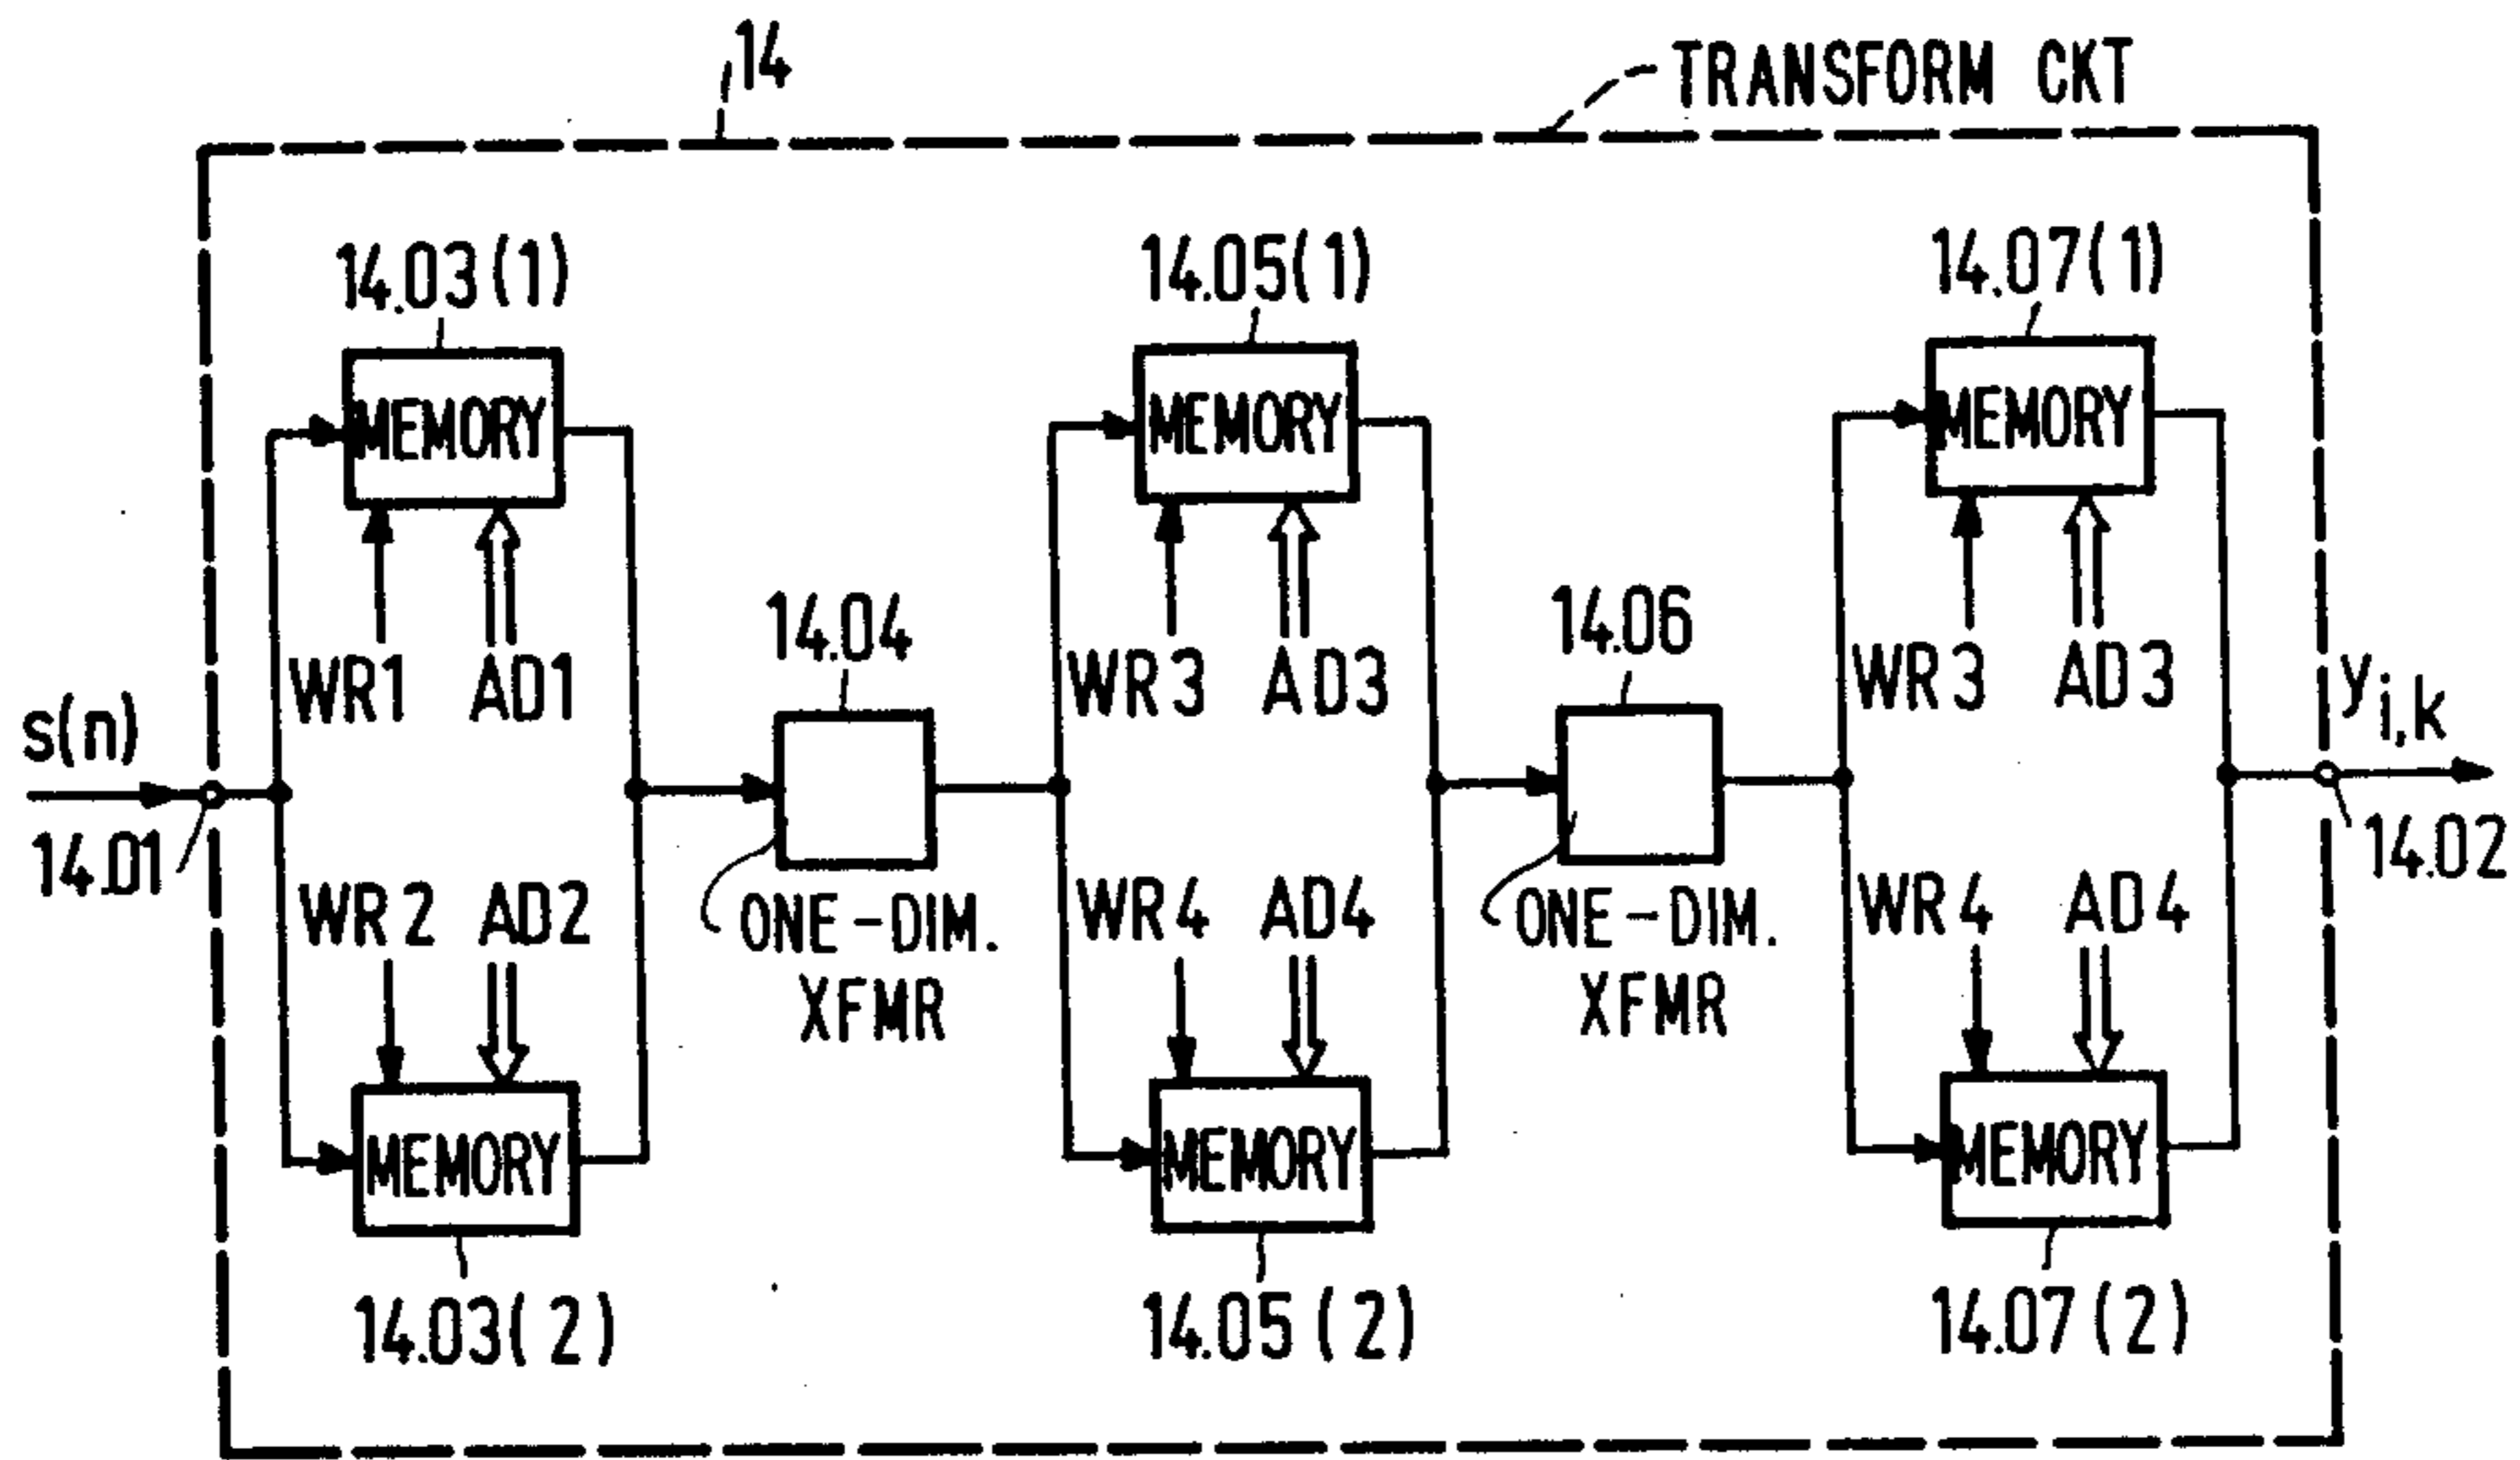 14
TRANSFORM CKT
14.03(1)
14.05(1)
14.07(1)
MEMORY
MEMORY
MEMORY
14.04
14.06
WR1 AD1
WR3 AD3
WR3 AD3
s(n)
yi,k
14.01
14.02
WR2 AD2
ONE-DIM.
XFMR
WR4 AD4
ONE-DIM.
XFMR
WR4 AD4
MEMORY
MEMORY
MEMORY
14.03(2)
14.05(2)
14.07(2)